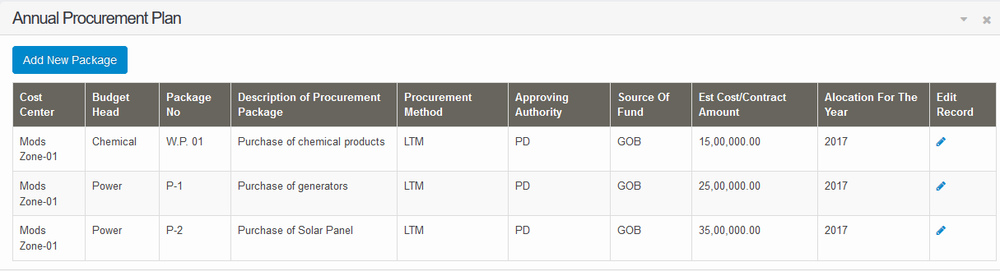 Annual Procurement Plan
Add New Package
Cost Center Budget Head Package No Description of Procurement Package Procurement Method Approving Authority Source Of Fund Est Cost/Contract Amount Alocation For The Year Edit Record
Mods Zone-01 Chemical W.P. 01 Purchase of chemical products LTM PD GOB 15,00,000.00 2017
Mods Zone-01 Power P-1 Purchase of generators LTM PD GOB 25,00,000.00 2017
Mods Zone-01 Power P-2 Purchase of Solar Panel LTM PD GOB 35,00,000.00 2017